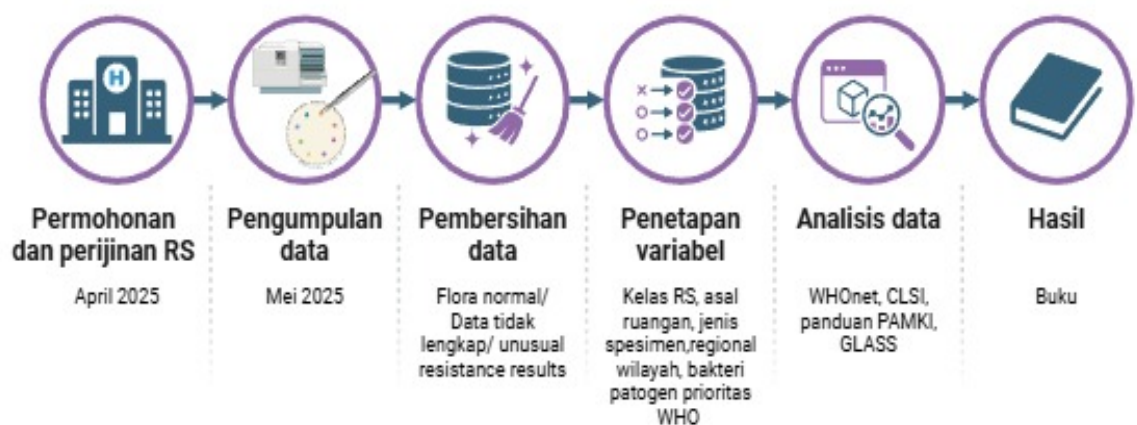 H
Permohonan
dan perijinan RS
April 2025
Pengumpulan
data
Mei 2025
Pembersihan
data
Flora normal/
Data tidak
lengkap/ unusual
resistance results
Penetapan
variabel
Kelas RS, asal
ruangan, jenis
spesimen,regional
wilayah, bakteri
patogen prioritas
WHO
Analisis data
WHOnet, CLSI,
panduan PAMKI,
GLASS
Hasil
Buku